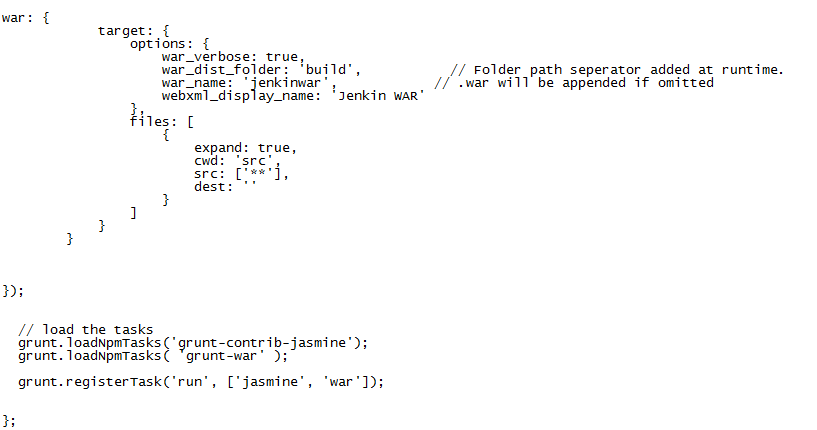 war: {
target: {
options: {
war_verbose: true,
war_dist_folder: 'build', // Folder path seperator added at runtime.
war_name: 'jenkinwar', // .war will be appended if omitted
webxml_display_name: 'Jenkin WAR'
},
files: [
{
expand: true,
cwd: 'src',
src: ['**'],
dest: ''
}
]
}
}
});
// load the tasks
grunt.loadNpmTasks('grunt-contrib-jasmine');
grunt.loadNpmTasks( 'grunt-war' );
grunt.registerTask('run', ['jasmine', 'war']);
};